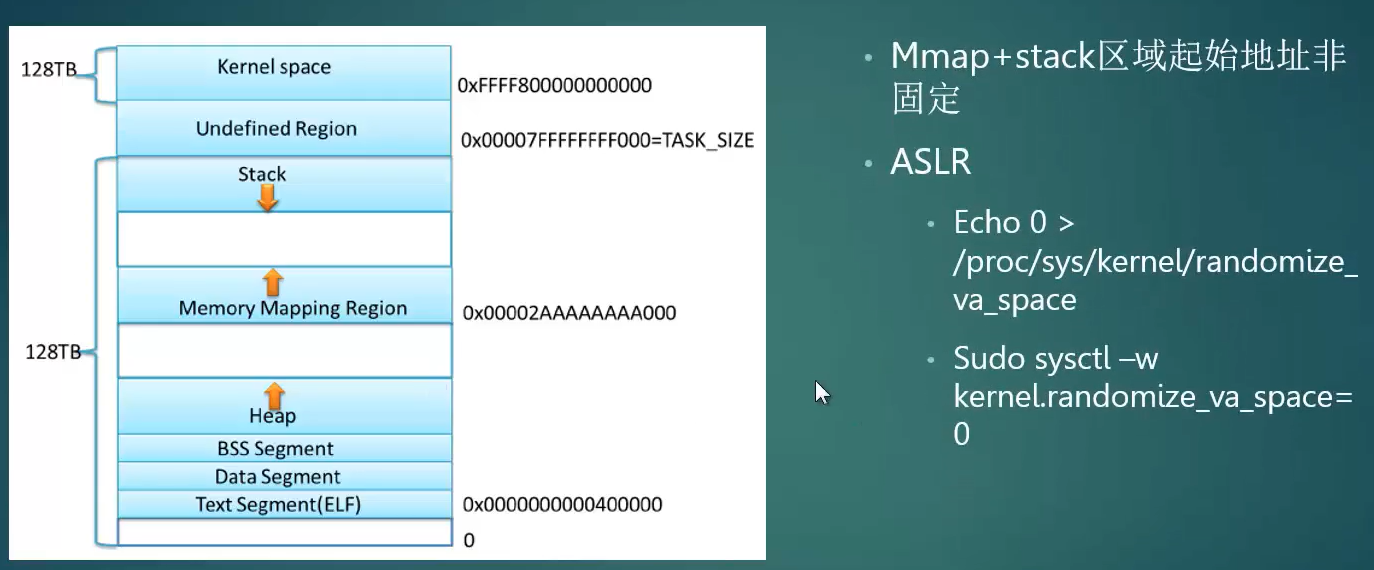 128TB
Kernel space
0xFFFF800000000000
Undefined Region
0x00007FFFFFFFF000=TASK_SIZE
Stack
Memory Mapping Region
0x00002AAAAAAAA000
128TB
Heap
BSS Segment
Data Segment
Text Segment(ELF)
0x0000000000400000
0
• Mmap+stack区域起始地址非
固定
• ASLR
• Echo 0 >
/proc/sys/kernel/randomize_
va_space
• Sudo sysctl –w
kernel.randomize_va_space=
0